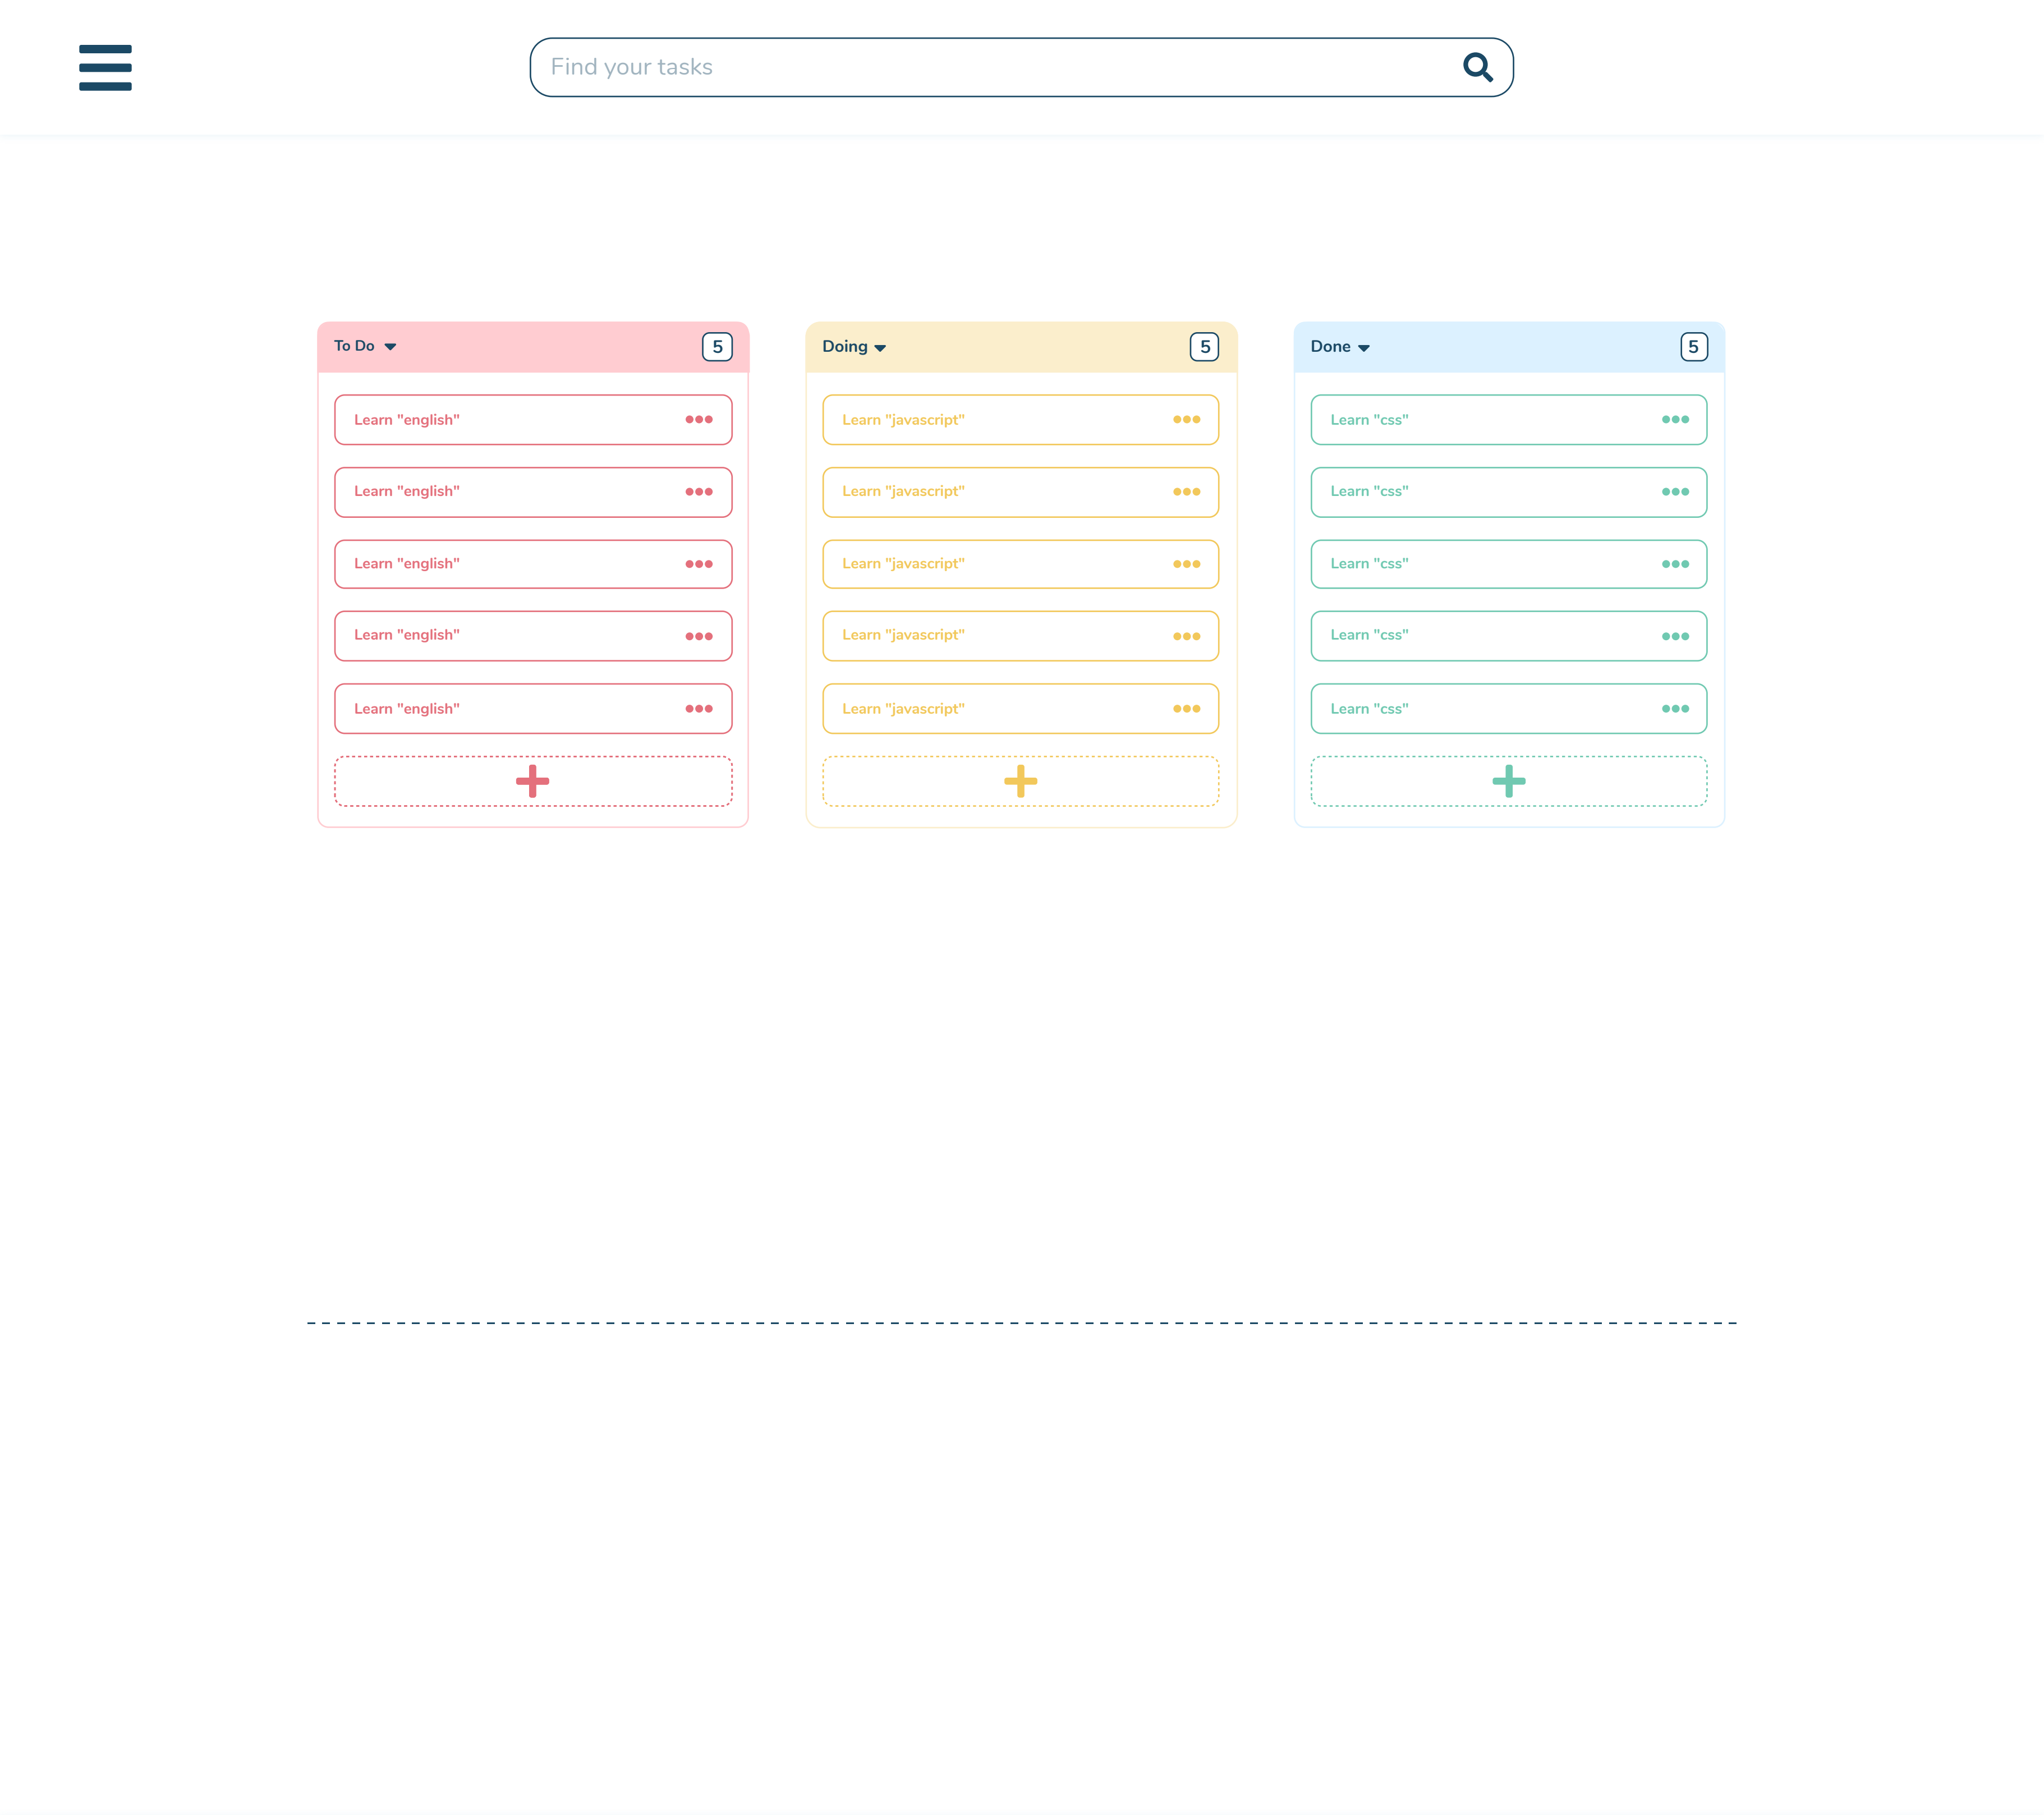 Find your tasks
To Do
5
Learn "english"
Learn "english"
Learn "english"
Learn "english"
Learn "english"
Doing
5
Learn "javascript"
Learn "javascript"
Learn "javascript"
Learn "javascript"
Learn "javascript"
Done
5
Learn "css"
Learn "css"
Learn "css"
Learn "css"
Learn "css"